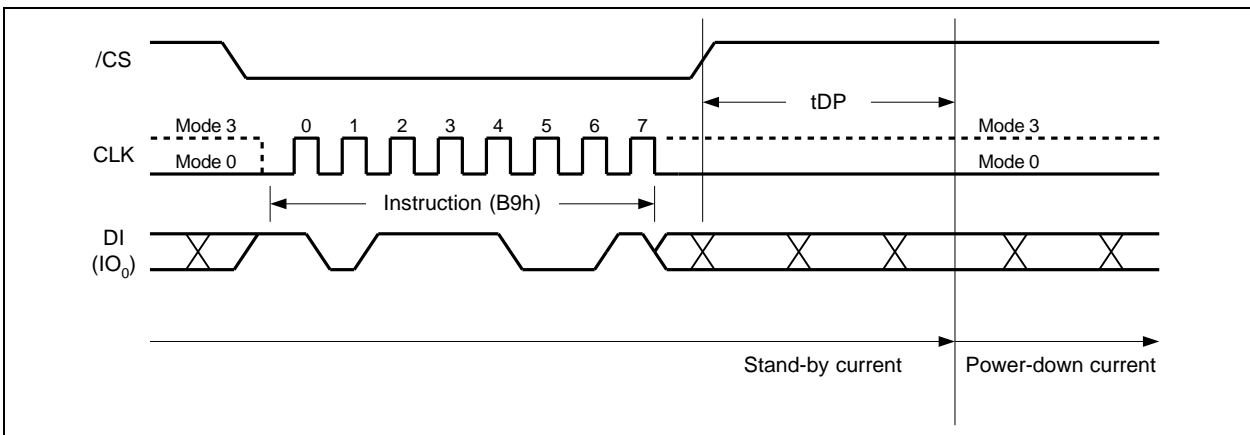 /CS
tDP
Mode 3
0 1 2 3 4 5 6 7
Mode 3
CLK
Mode 0
Mode 0
Instruction (B9h)
DI
(IO0)
Stand-by current
Power-down current